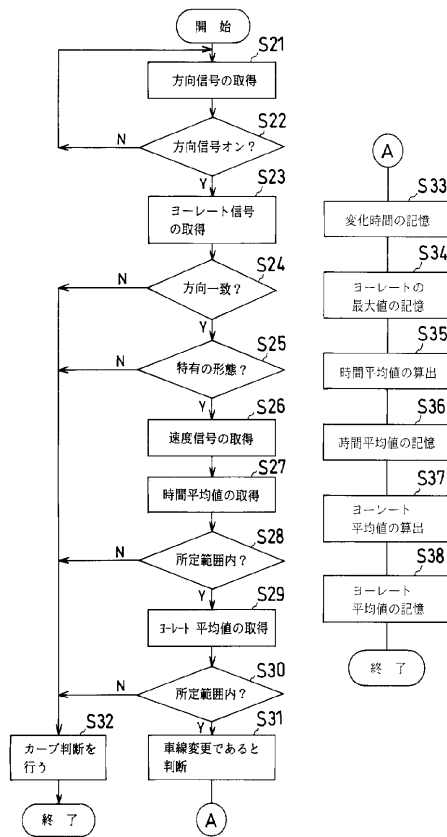 開始
S21
方向信号の取得
S22
方向信号オン?
N
Y
S23
ヨーレート信号
の取得
S24
方向一致?
N
Y
S25
特有の形態?
N
Y
S26
速度信号の取得
S27
時間平均値の取得
S28
所定範囲内?
N
Y
S29
ヨーレート 平均値の取得
S30
所定範囲内?
N
Y
S31
車線変更であると
判断
A
S32
カーブ判断を
行う
終了
A
S33
変化時間の記憶
S34
ヨーレートの
最大値の記憶
S35
時間平均値の算出
S36
時間平均値の記憶
S37
ヨーレート
平均値の算出
S38
ヨーレート
平均値の記憶
終了